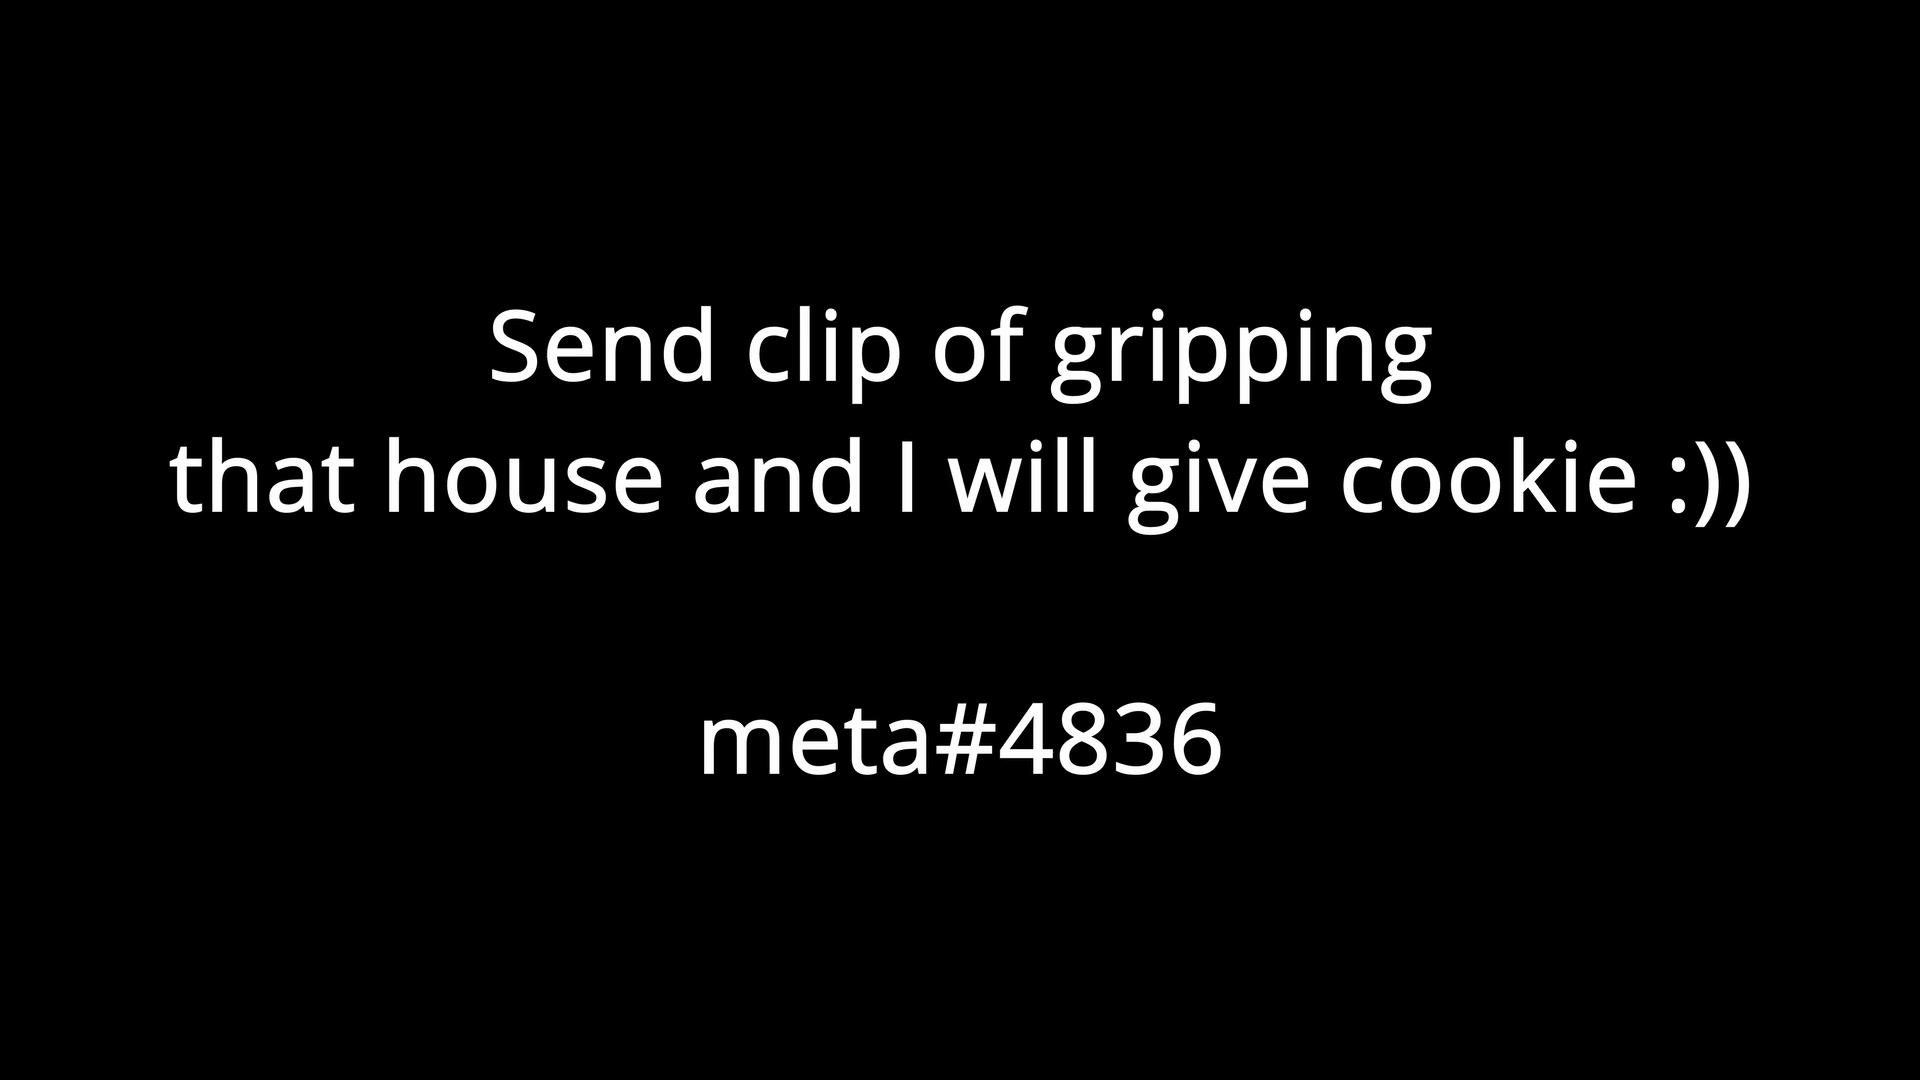 Send clip of gripping
that house and I will give cookie :))
meta#4836